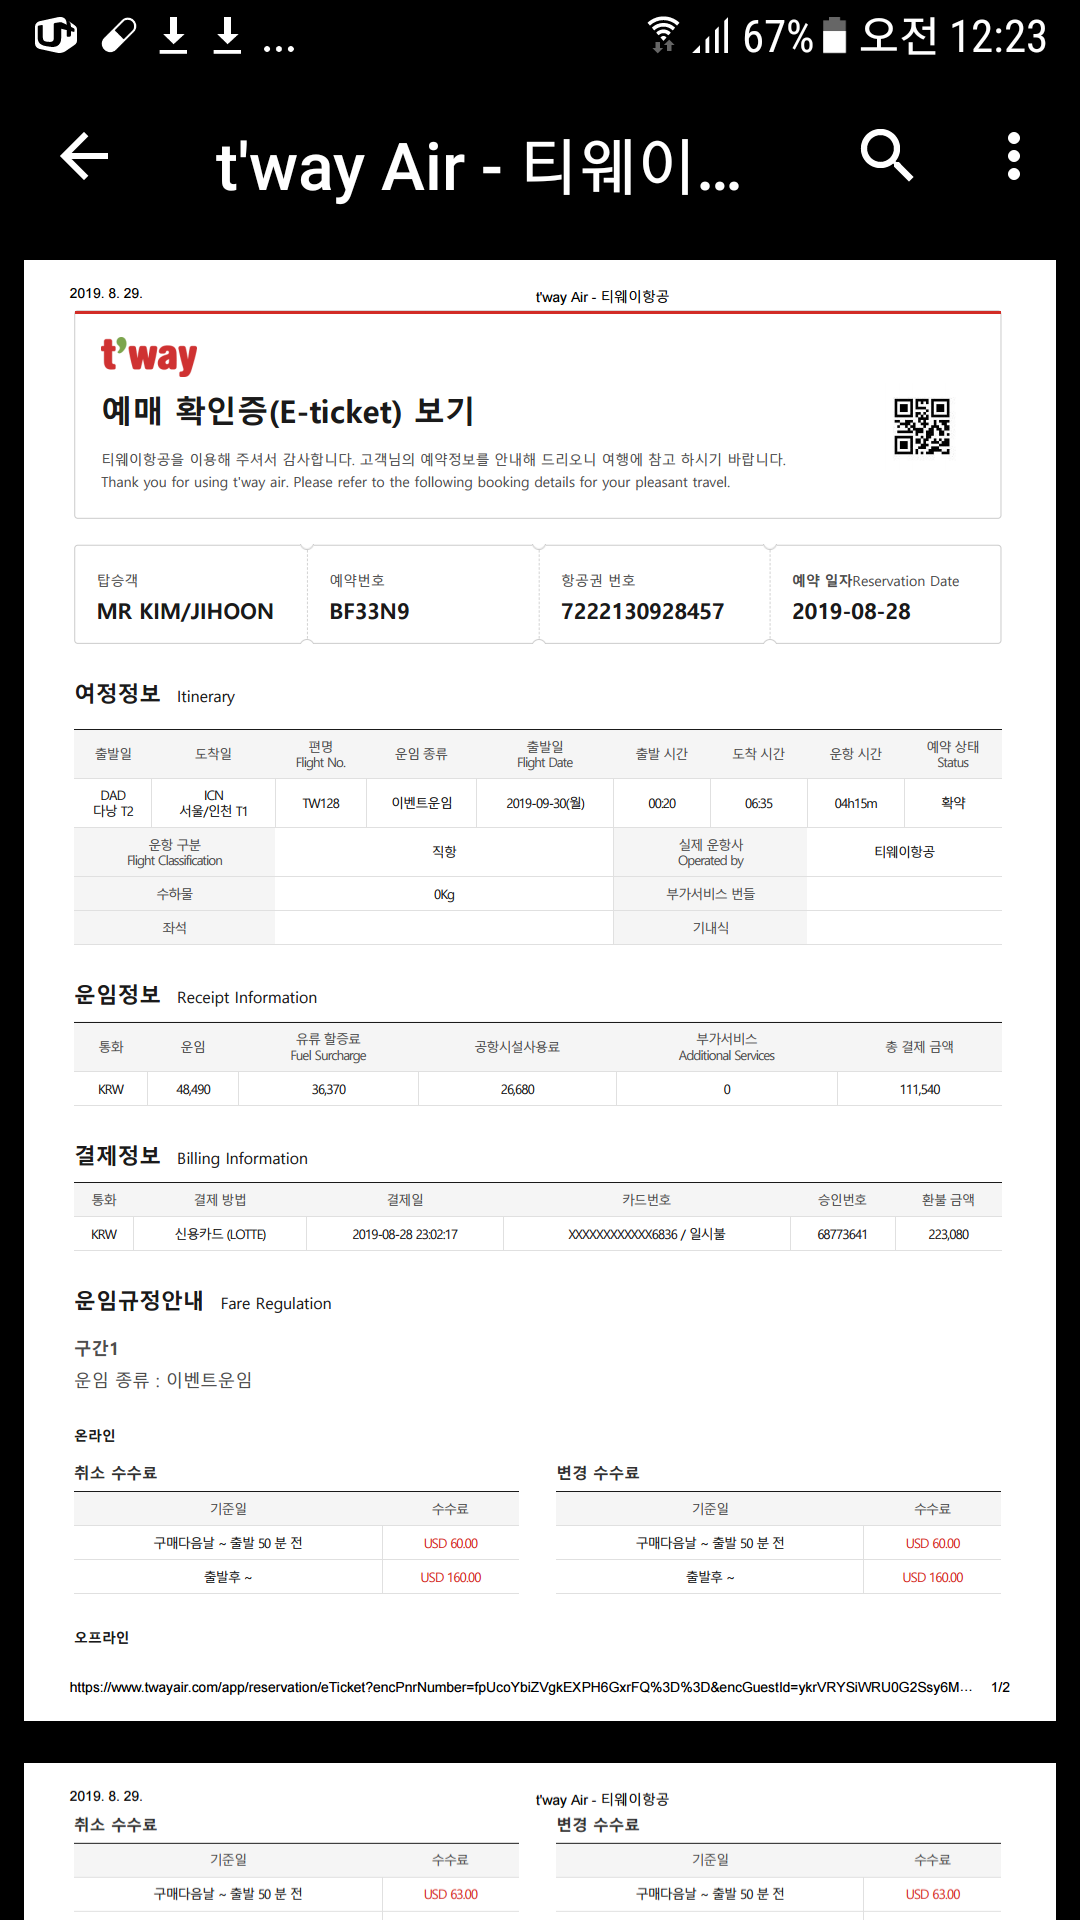 67% 오전 12:23
t'way Air - 티웨이...
2019. 8. 29. t'way Air - 티웨이항공
t'way
예매 확인증(E-ticket) 보기
티웨이항공을 이용해 주셔서 감사합니다. 고객님의 예약정보를 안내해 드리오니 여행에 참고 하시기 바랍니다.
Thank you for using t'way air. Please refer to the following booking details for your pleasant travel.
탑승객 예약번호 항공권 번호 예약 일자Reservation Date
MR KIM/JIHOON BF33N9 7222130928457 2019-08-28
여정정보 Itinerary
출발일 도착일 편명 운임 종류 출발일 출발 시간 도착 시간 운항 시간 예약 상태
Flight No. Flight Date Status
DAD ICN TW128 이벤트운임 2019-09-30(월) 00:20 06:35 04h15m 확약
다낭 T2 서울/인천 T1
운항 구분 직항 실제 운항사 티웨이항공
Flight Classification Operated by
수하물 0Kg 부가서비스 번들
좌석 기내식
운임정보 Receipt Information
통화 운임 유류 할증료 공항시설사용료 부가서비스 총 결제 금액
Fuel Surcharge Additional Services
KRW 48,490 36,370 26,680 0 111,540
결제정보 Billing Information
통화 결제 방법 결제일 카드번호 승인번호 환불 금액
KRW 신용카드 (LOTTE) 2019-08-28 23:02:17 XXXXXXXXXXXX6836 / 일시불 68773641 223,080
운임규정안내 Fare Regulation
구간1
운임 종류 : 이벤트운임
온라인
취소 수수료 변경 수수료
기준일 수수료 기준일 수수료
구매다음날 ~ 출발 50 분 전 USD 60.00 구매다음날 ~ 출발 50 분 전 USD 60.00
출발후 ~ USD 160.00 출발후 ~ USD 160.00
오프라인
https://www.twayair.com/app/reservation/eTicket?encPnrNumber=fpUcoYbiZVgkEXPH6GxrFQ%3D%3D&encGuestId=ykrVRYSiWRU0G2Ssy6M... 1/2
2019. 8. 29. t'way Air - 티웨이항공
취소 수수료 변경 수수료
기준일 수수료 기준일 수수료
구매다음날 ~ 출발 50 분 전 USD 63.00 구매다음날 ~ 출발 50 분 전 USD 63.00